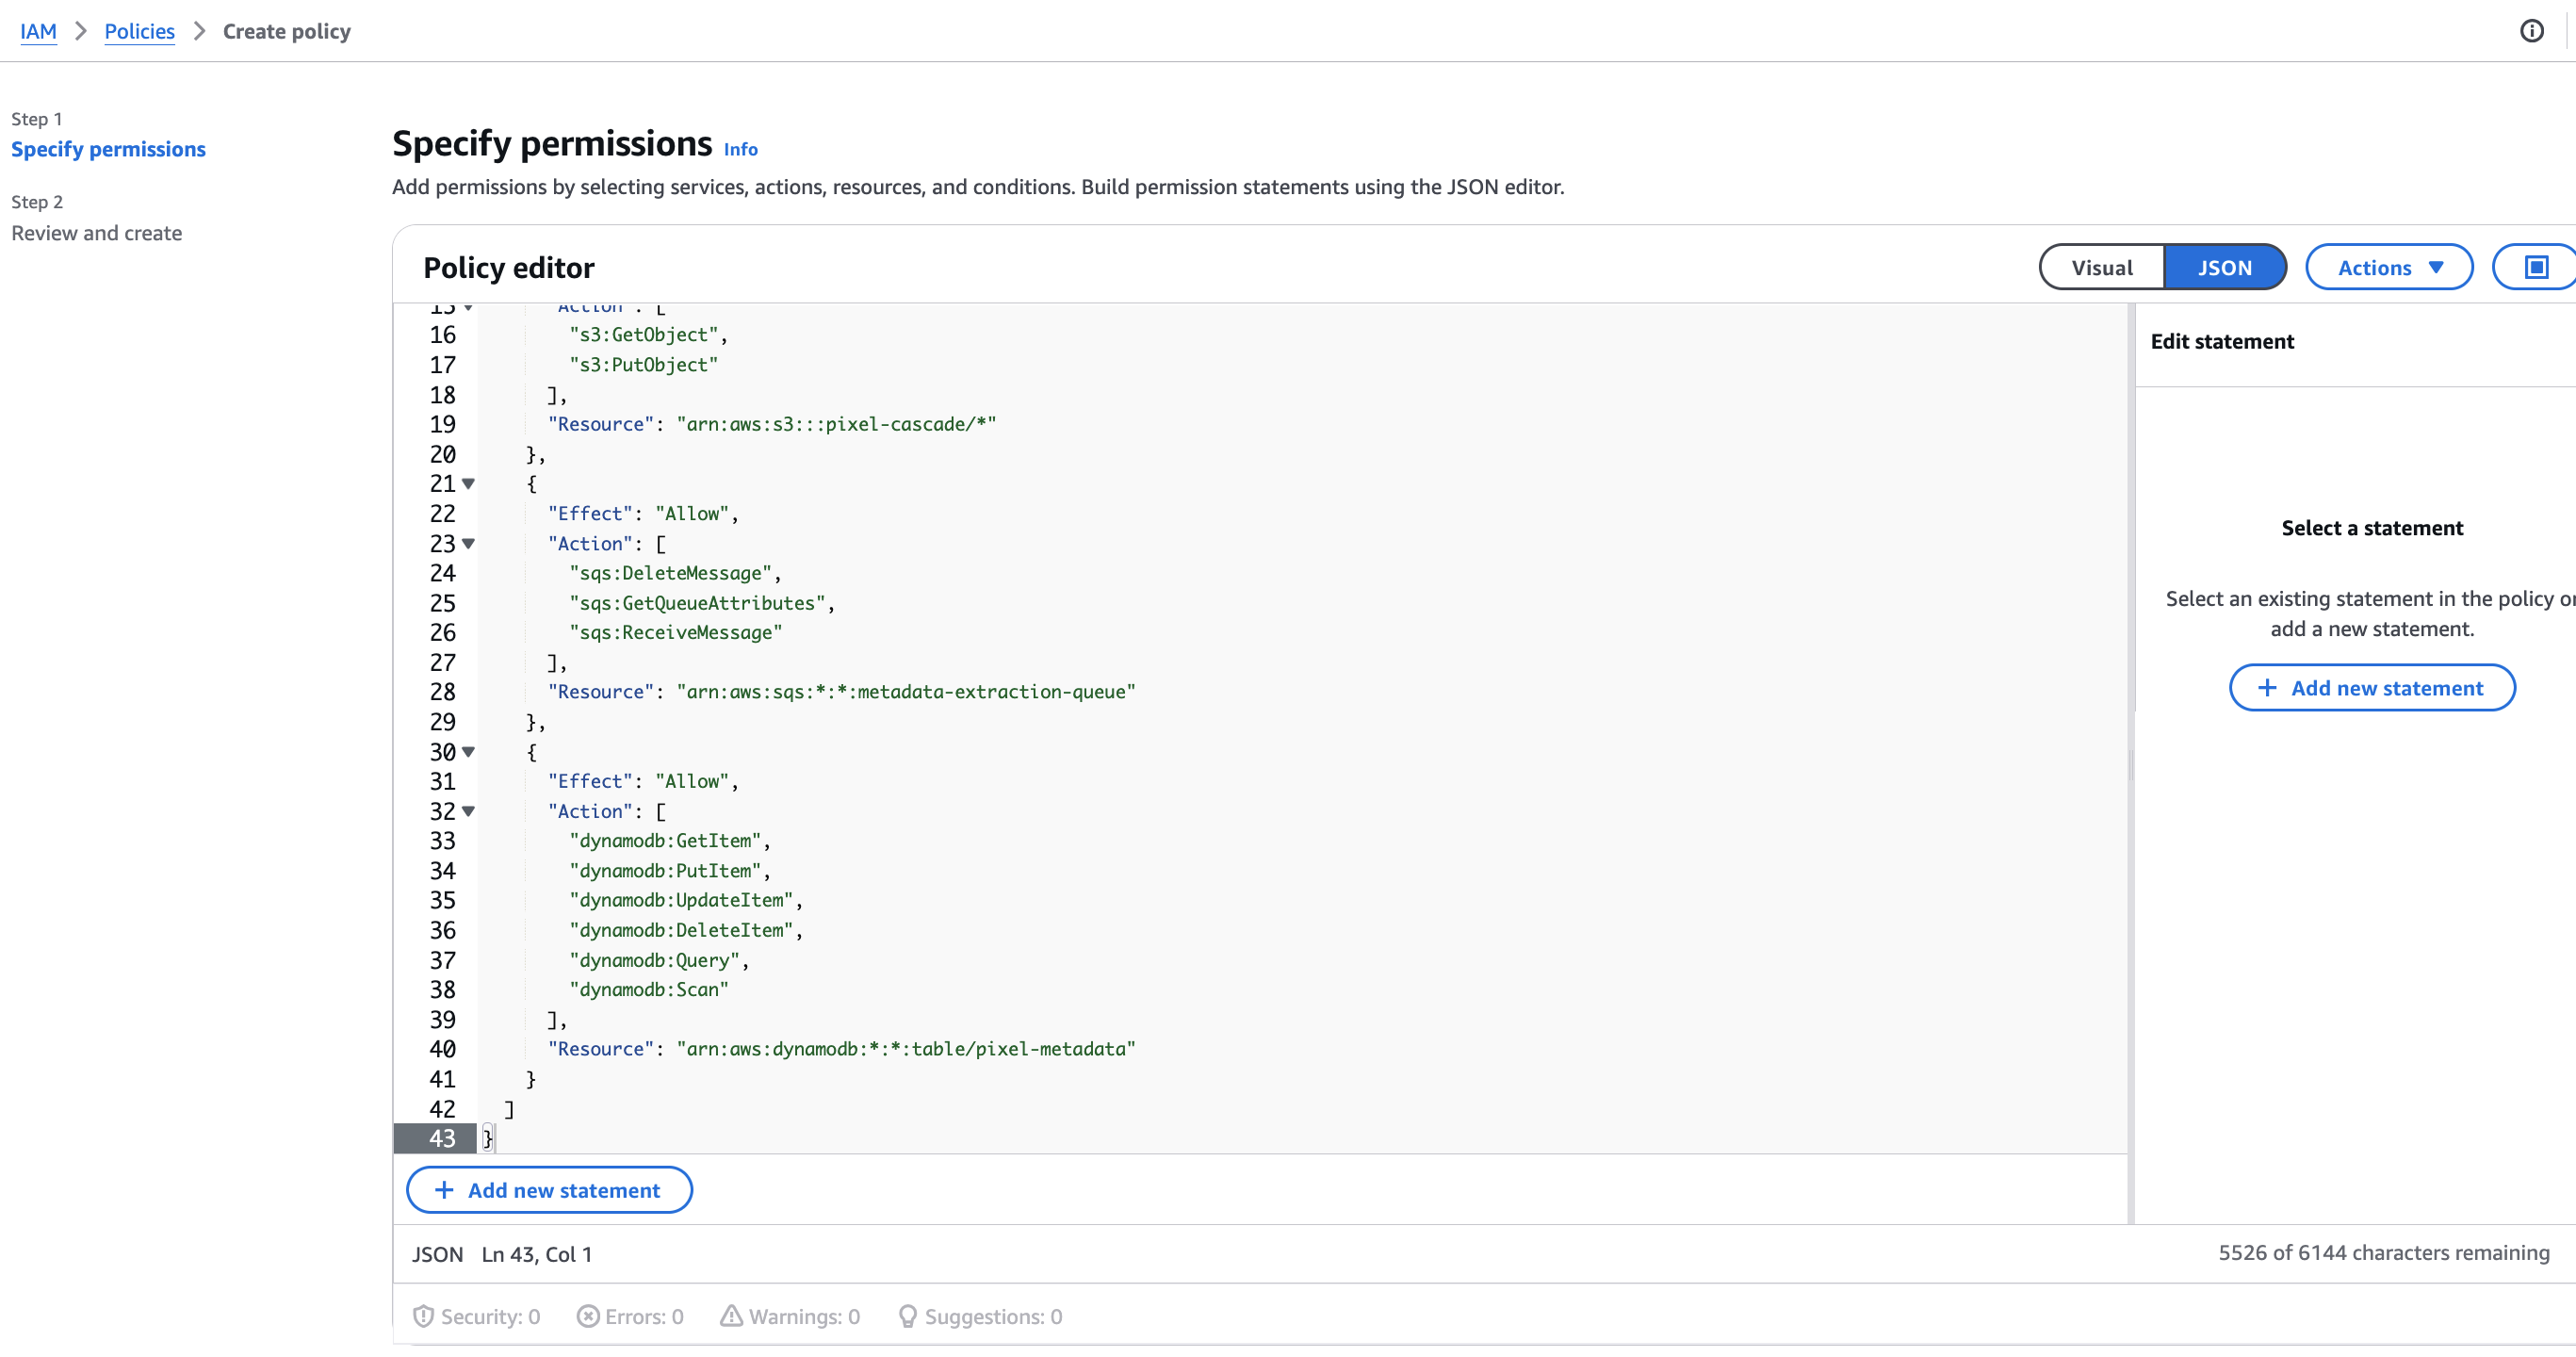 IAM > Policies > Create policy
Step 1
Specify permissions
Step 2
Review and create
Specify permissions Info
Add permissions by selecting services, actions, resources, and conditions. Build permission statements using the JSON editor.
Policy editor
Visual JSON Actions
15 "Action": [
16 "s3:GetObject",
17 "s3:PutObject"
18 ],
19 "Resource": "arn:aws:s3:::pixel-cascade/*"
20 },
21 {
22 "Effect": "Allow",
23 "Action": [
24 "sqs:DeleteMessage",
25 "sqs:GetQueueAttributes",
26 "sqs:ReceiveMessage"
27 ],
28 "Resource": "arn:aws:sqs:*:*:metadata-extraction-queue"
29 },
30 {
31 "Effect": "Allow",
32 "Action": [
33 "dynamodb:GetItem",
34 "dynamodb:PutItem",
35 "dynamodb:UpdateItem",
36 "dynamodb:DeleteItem",
37 "dynamodb:Query",
38 "dynamodb:Scan"
39 ],
40 "Resource": "arn:aws:dynamodb:*:*:table/pixel-metadata"
41 }
42 ]
43 }
+ Add new statement
Edit statement
Select a statement
Select an existing statement in the policy or
add a new statement.
+ Add new statement
JSON Ln 43, Col 1
5526 of 6144 characters remaining
Security: 0 Errors: 0 Warnings: 0 Suggestions: 0